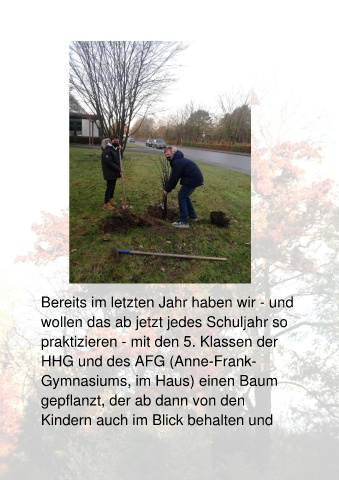 Bereits im letzten Jahr haben wir - und
wollen das ab jetzt jedes Schuljahr so
praktizieren - mit den 5. Klassen der
HHG und des AFG (Anne-Frank-
Gymnasiums, im Haus) einen Baum
gepflanzt, der ab dann von den
Kindern auch im Blick behalten und